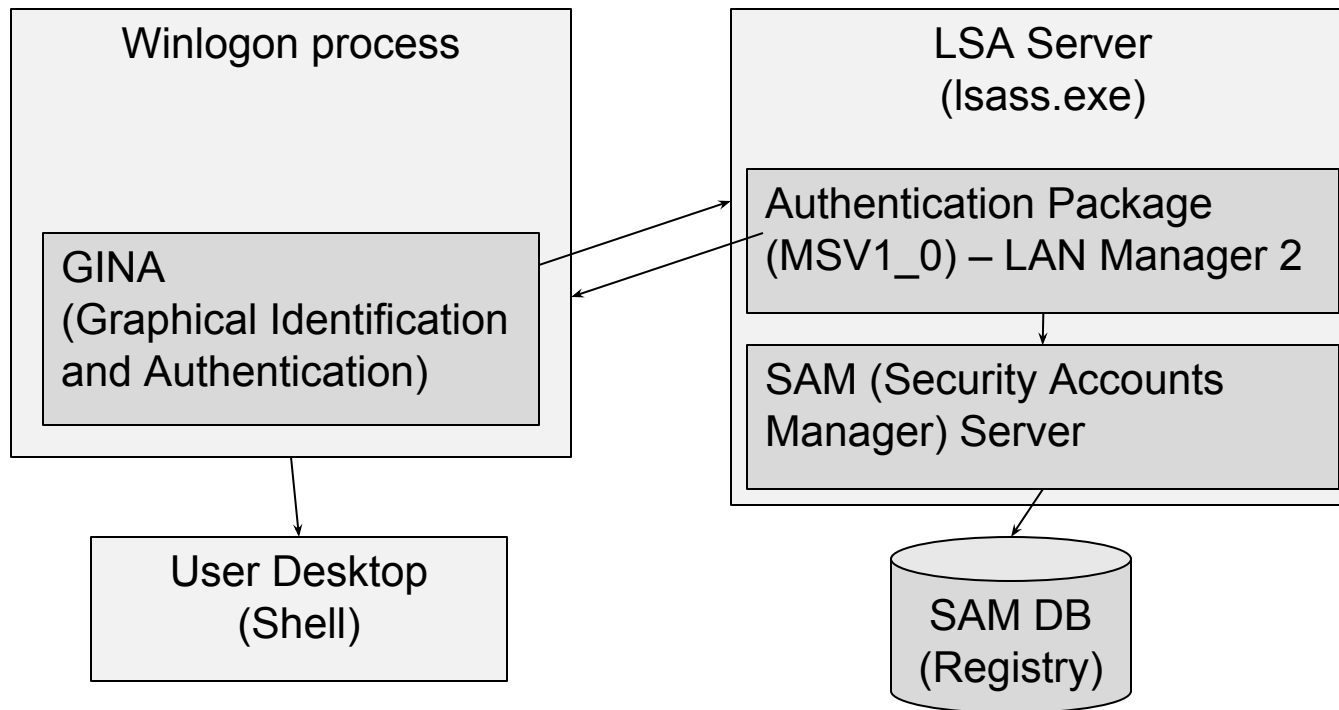 Winlogon process
GINA
(Graphical Identification
and Authentication)
User Desktop
(Shell)
LSA Server
(lsass.exe)
Authentication Package
(MSV1_0) – LAN Manager 2
SAM (Security Accounts
Manager) Server
SAM DB
(Registry)